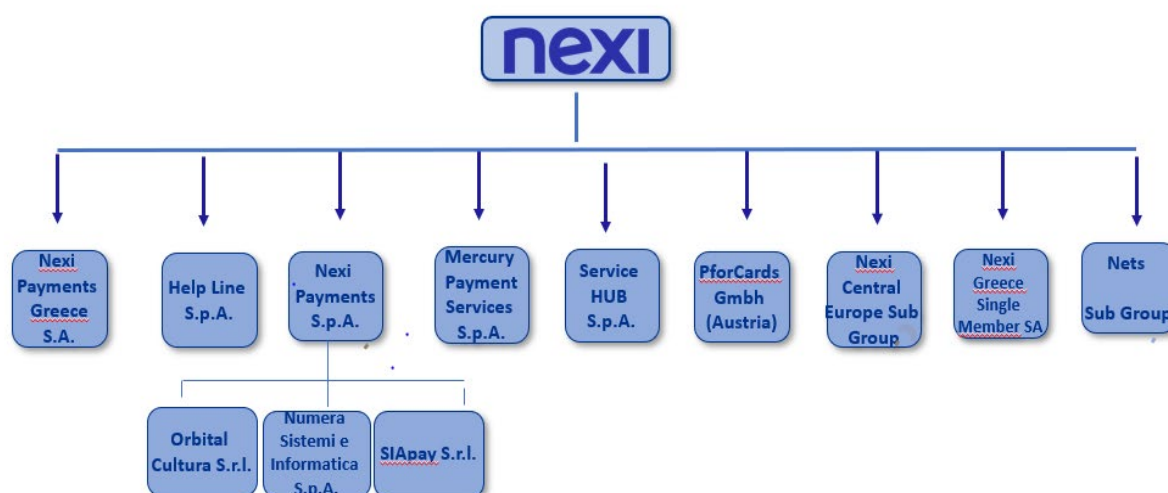 nexi
Nexi
Payments
Greece
S.A.
Help Line
S.p.A.
Nexi
Payments
S.p.A.
Mercury
Payment
Services
S.p.A.
Service
HUB
S.p.A.
PforCards
Gmbh
(Austria)
Nexi
Central
Europe Sub
Group
Nexi
Greece
Single
Member SA
Nets
Sub Group
Orbital
Cultura S.r.l.
Numera
Sistemi e
Informatica
S.p.A.
SIApay S.r.l.